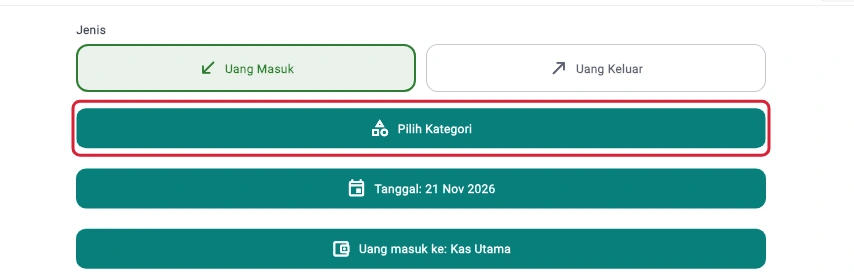 Jenis
Uang Masuk
Uang Keluar
Pilih Kategori
Tanggal: 21 Nov 2026
Uang masuk ke: Kas Utama